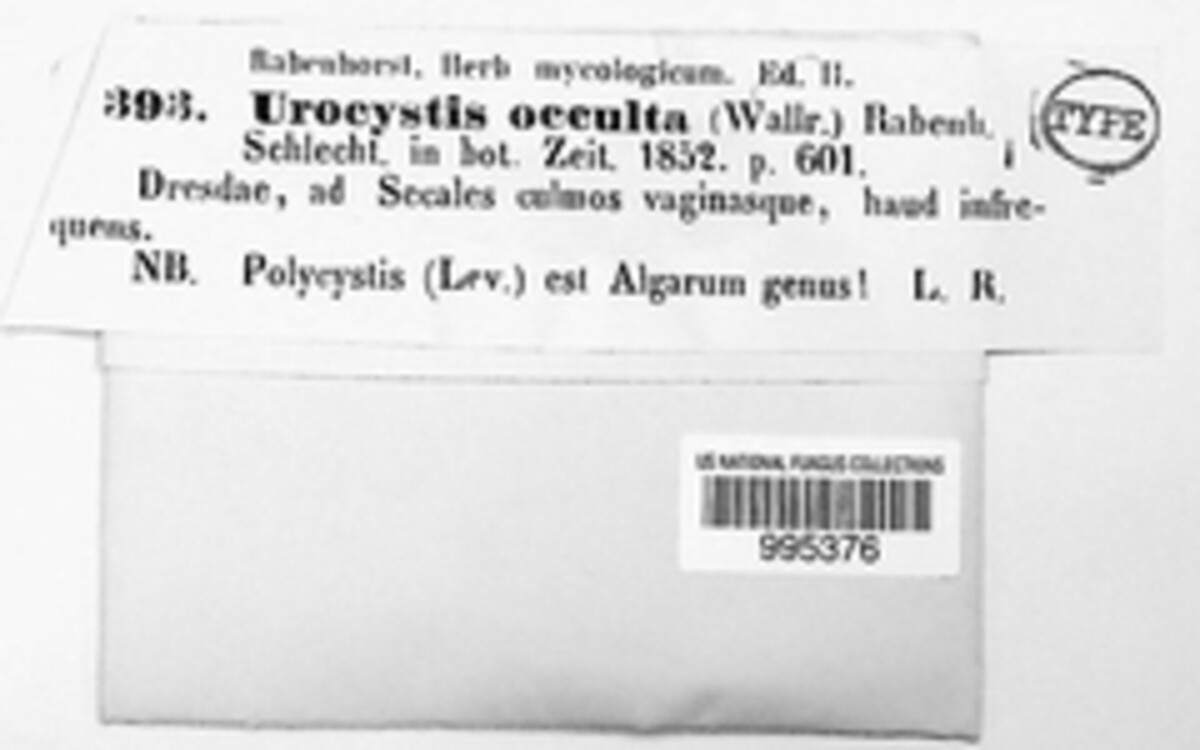 Rabenhorst, Herb mycologicum. Ed. II.
393. Urocystis occulta (Wallr.) Rabenh.
TYPE
Schlecht. in bot. Zeit. 1852. p. 601.
Dresdae, ad Secales culmos vaginasque, haud infre-
quens.
NB. Polycystis (Lev.) est Algarum genus! L. R.
US NATIONAL FUNGUS COLLECTIONS
995376